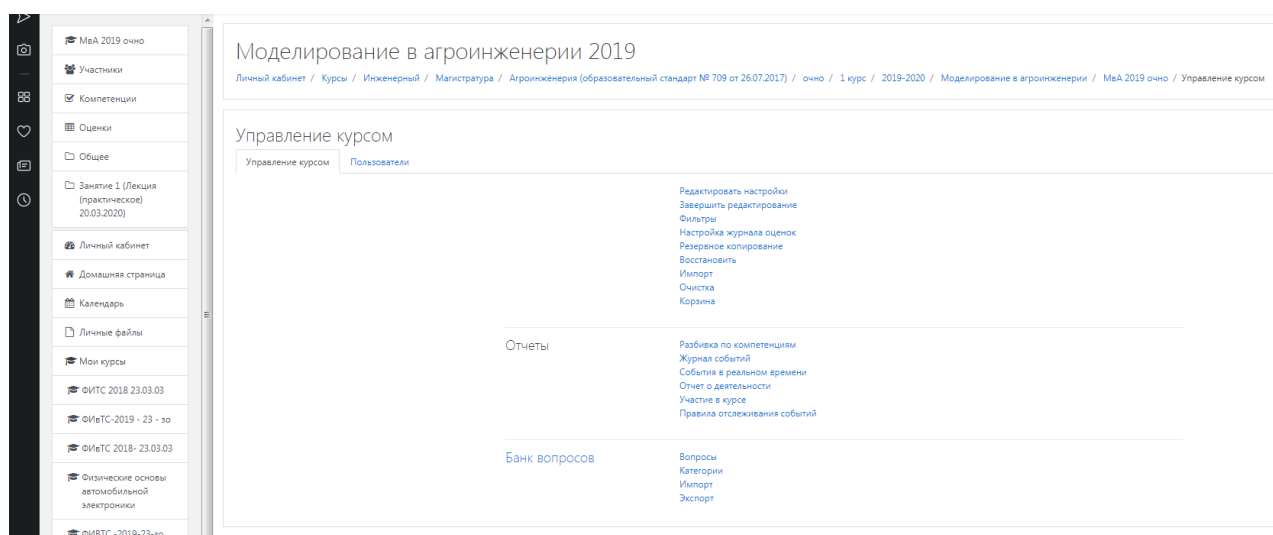 МвА 2019 очно
Участники
Компетенции
Оценки
Общее
Занятие 1 (Лекция
(практическое)
20.03.2020)
Личный кабинет
Домашняя страница
Календарь
Личные файлы
Мои курсы
ФИТС 2018 23.03.03
ФИвТС-2019 - 23 - зо
ФИвТС 2018- 23.03.03
Физические основы
автомобильной
электроники
ФИВТС -2019-23-зо
Моделирование в агроинженерии 2019
Личный кабинет / Курсы / Инженерный / Магистратура / Агроинженерия (образовательный стандарт № 709 от 26.07.2017) / очно / 1 курс / 2019-2020 / Моделирование в агроинженерии / МвА 2019 очно / Управление курсом
Управление курсом
Управление курсом Пользователи
Редактировать настройки
Завершить редактирование
Фильтры
Настройка журнала оценок
Резервное копирование
Восстановить
Импорт
Очистка
Корзина
Отчеты Разбивка по компетенциям
Журнал событий
События в реальном времени
Отчет о деятельности
Участие в курсе
Правила отслеживания событий
Банк вопросов Вопросы
Категории
Импорт
Экспорт